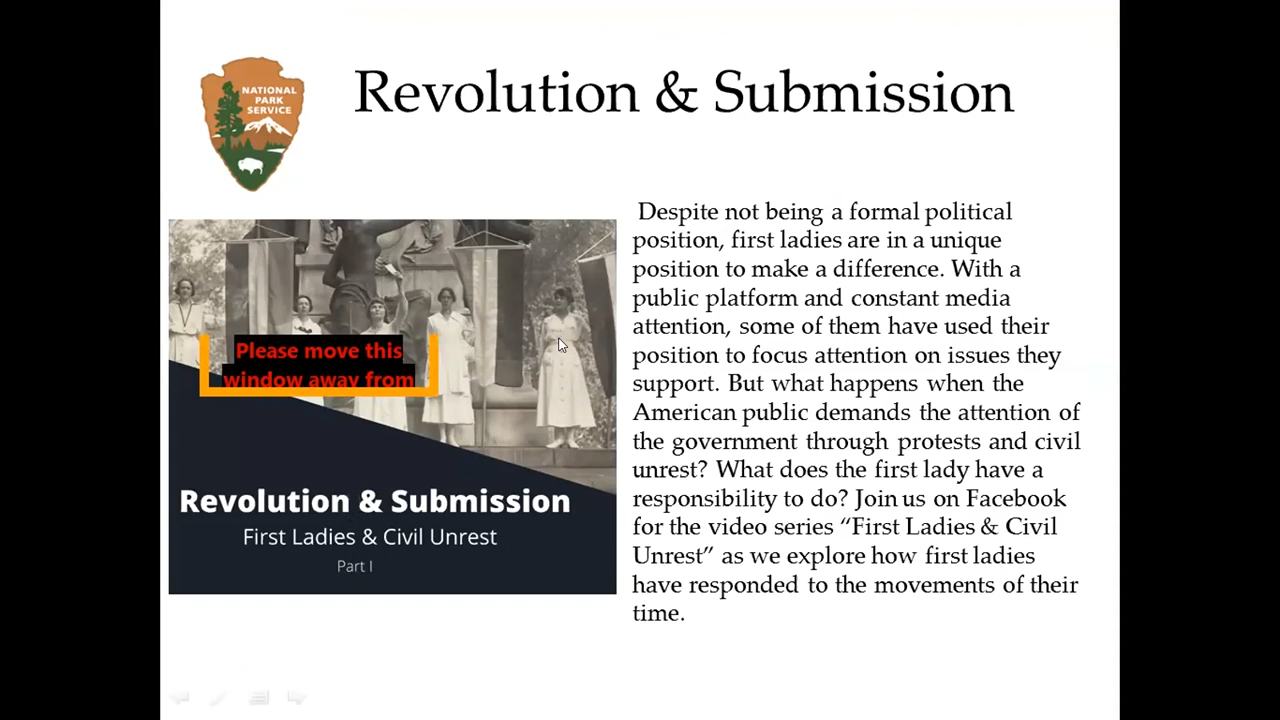 NATIONAL
PARK
SERVICE
Revolution & Submission
Please move this
window away from
Revolution & Submission
First Ladies & Civil Unrest
Part I
Despite not being a formal political
position, first ladies are in a unique
position to make a difference. With a
public platform and constant media
attention, some of them have used their
position to focus attention on issues they
support. But what happens when the
American public demands the attention of
the government through protests and civil
unrest? What does the first lady have a
responsibility to do? Join us on Facebook
for the video series “First Ladies & Civil
Unrest” as we explore how first ladies
have responded to the movements of their
time.